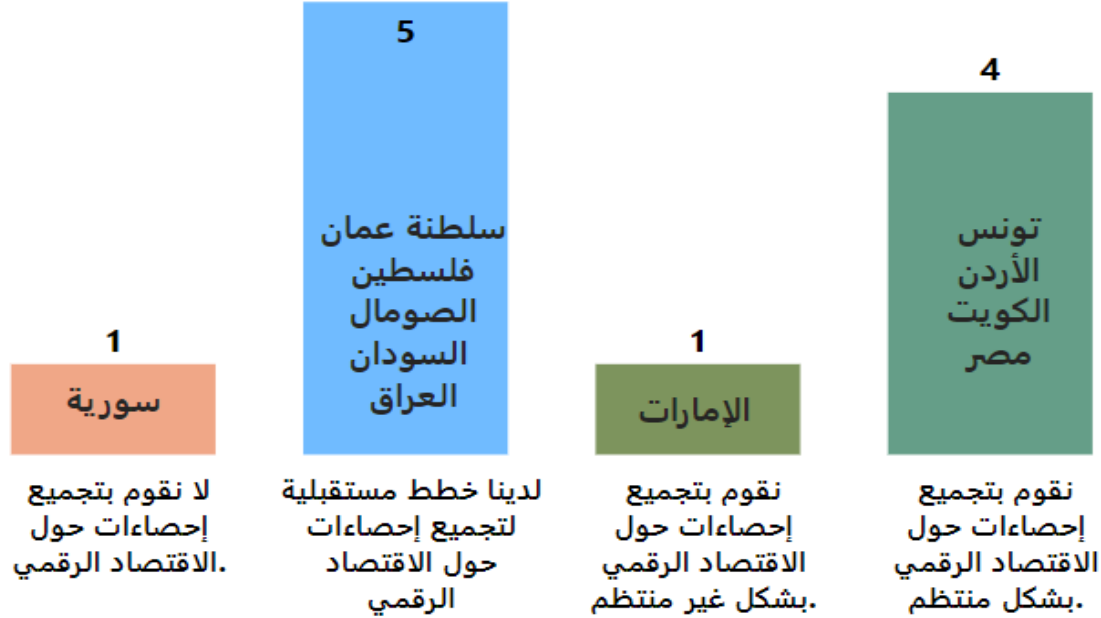 4
تونس
الأردن
الكويت
مصر
نقوم بتجميع
إحصاءات حول
الاقتصاد الرقمي
بشكل منتظم.
1
الإمارات
نقوم بتجميع
إحصاءات حول
الاقتصاد الرقمي
بشكل غير منتظم.
5
سلطنة عمان
فلسطين
الصومال
السودان
العراق
لدينا خطط مستقبلية
لتجميع إحصاءات
حول الاقتصاد
الرقمي
1
سورية
لا نقوم بتجميع
إحصاءات حول
الاقتصاد الرقمي.